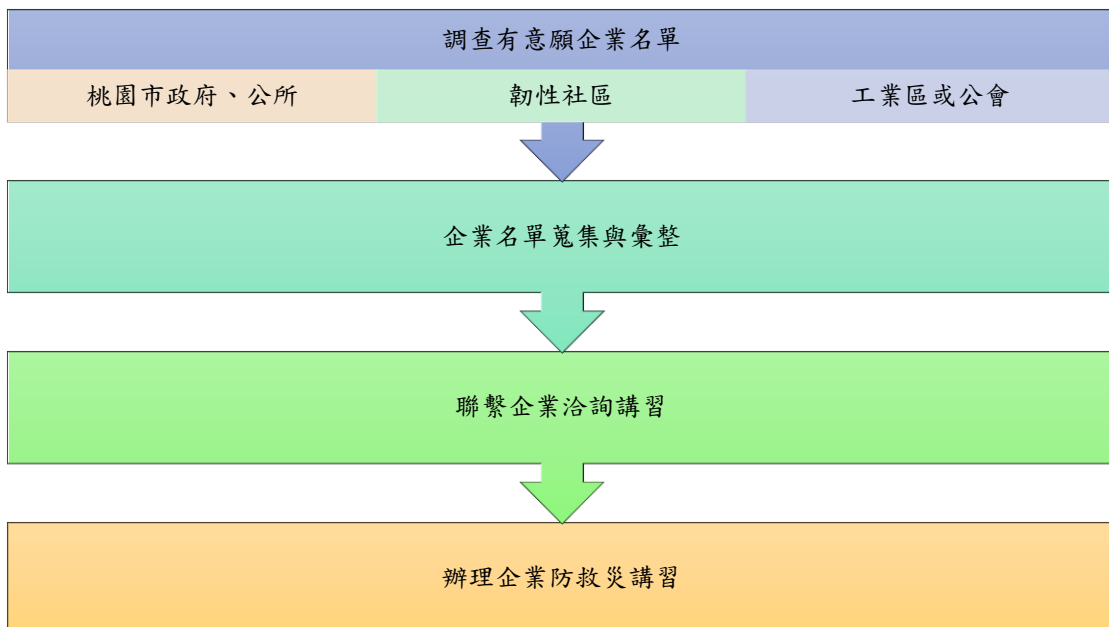 調查有意願企業名單
桃園市政府、公所
韌性社區
工業區或公會
企業名單蒐集與彙整
聯繫企業洽詢講習
辦理企業防救災講習